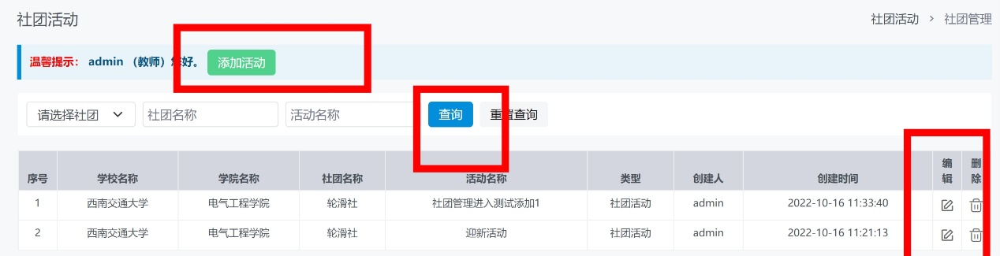 社团活动
社团活动 > 社团管理
温馨提示： admin （教师）您好。 添加活动
请选择社团 社团名称 活动名称 查询 重置查询
序号 学校名称 学院名称 社团名称 活动名称 类型 创建人 创建时间 编辑 删除
1 西南交通大学 电气工程学院 轮滑社 社团管理进入测试添加1 社团活动 admin 2022-10-16 11:33:40
2 西南交通大学 电气工程学院 轮滑社 迎新活动 社团活动 admin 2022-10-16 11:21:13